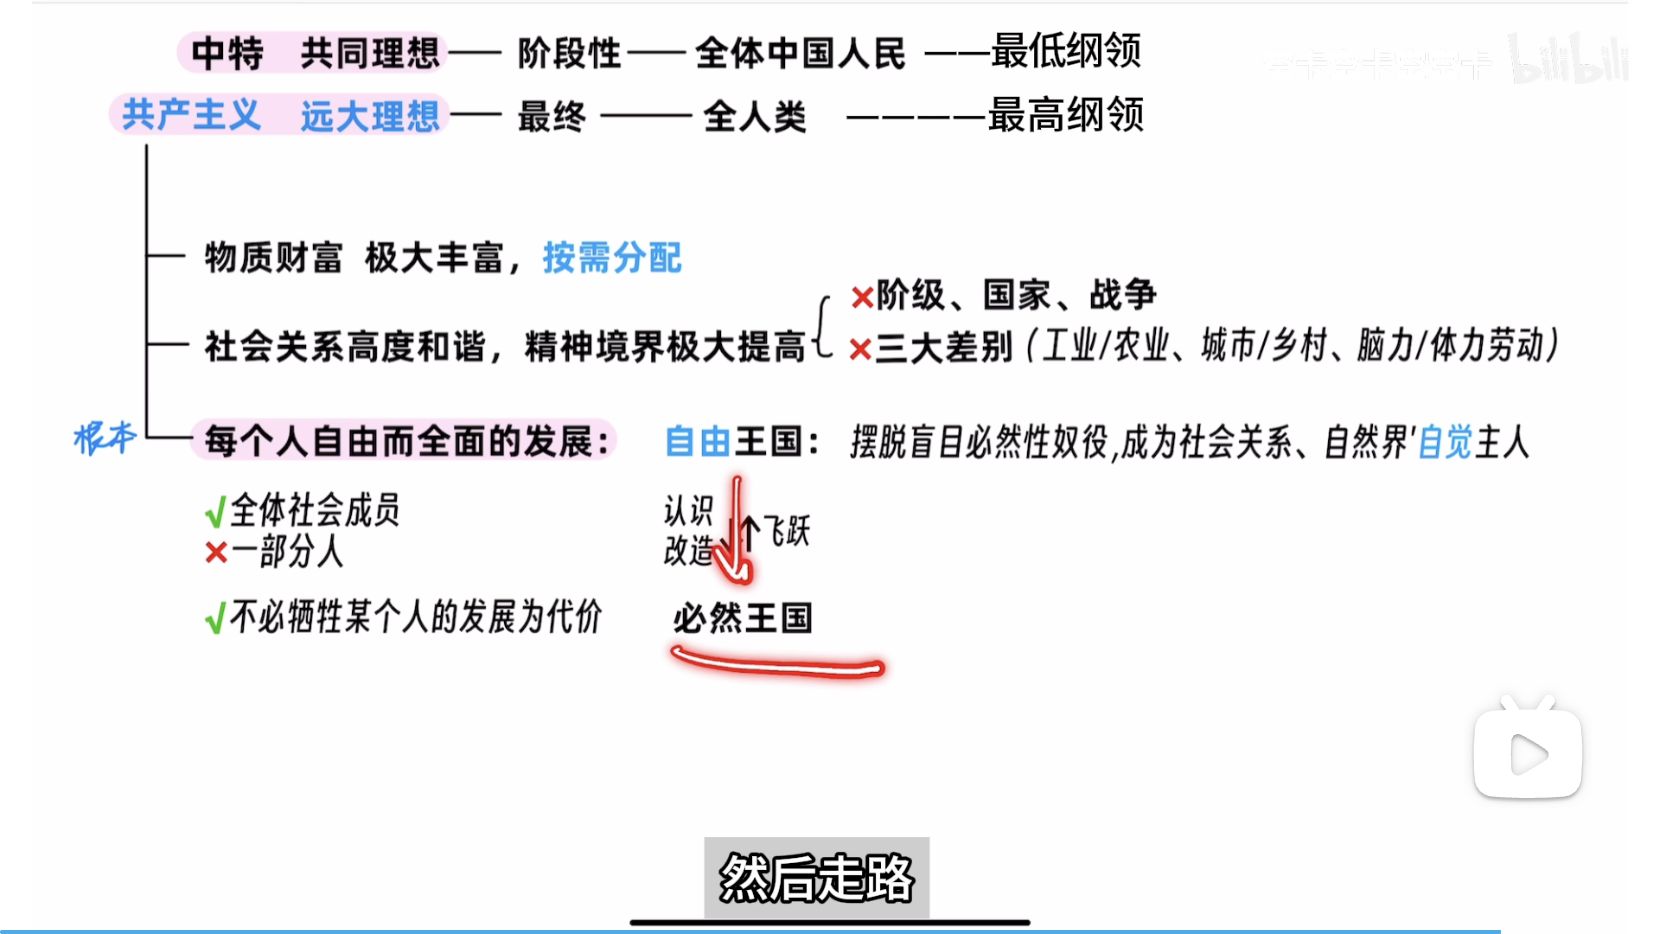 中特 共同理想——阶段性——全体中国人民 ——最低纲领
bilibili
共产主义 远大理想——最终——全人类 ————最高纲领
物质财富 极大丰富，按需分配
×阶级、国家、战争
社会关系高度和谐，精神境界极大提高
×三大差别（工业/农业、城市/乡村、脑力/体力劳动）
根本
每个人自由而全面的发展： 自由王国： 摆脱盲目必然性奴役,成为社会关系、自然界'自觉主人
√全体社会成员
×一部分人
认识
改造
↓↑飞跃
√不必牺牲某个人的发展为代价
必然王国
然后走路